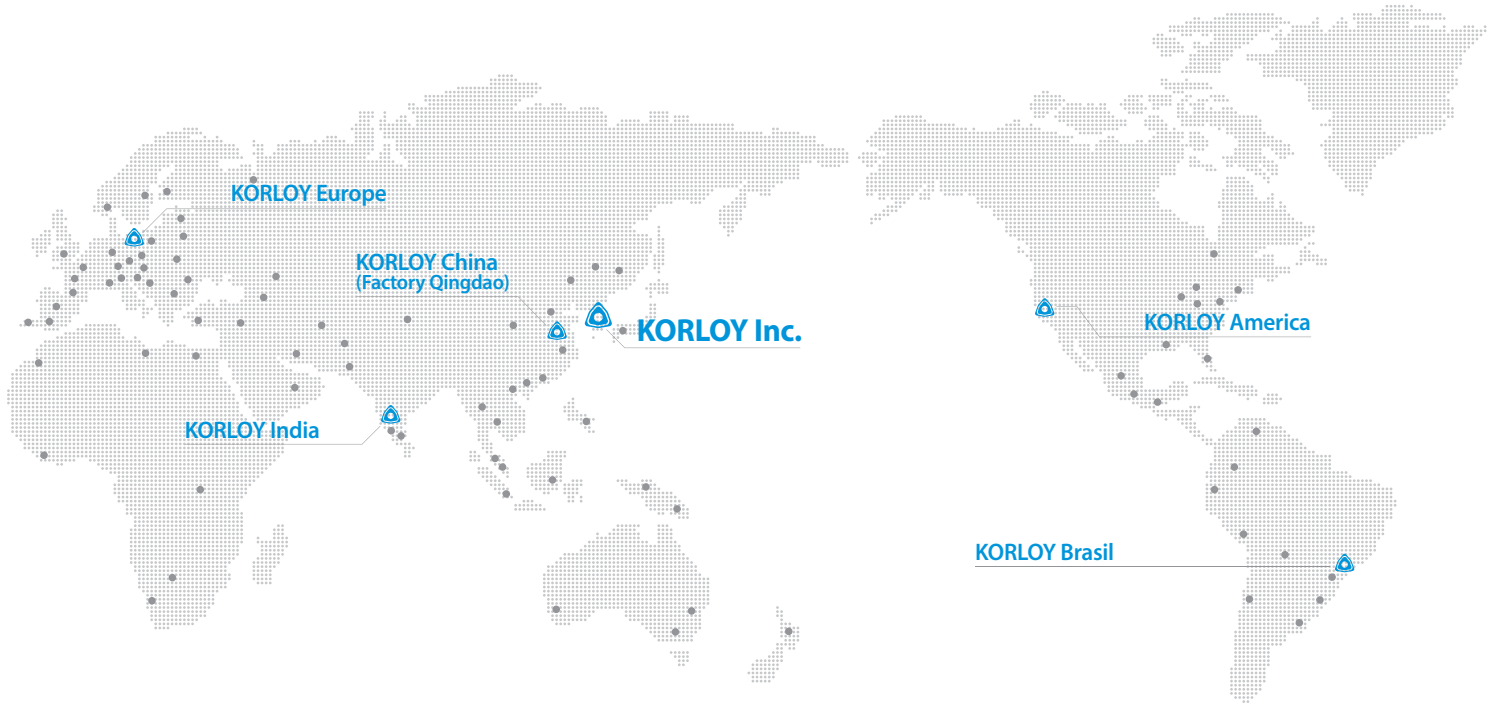 KORLOY Europe
KORLOY China
(Factory Qingdao)
KORLOY Inc.
KORLOY America
KORLOY India
KORLOY Brasil